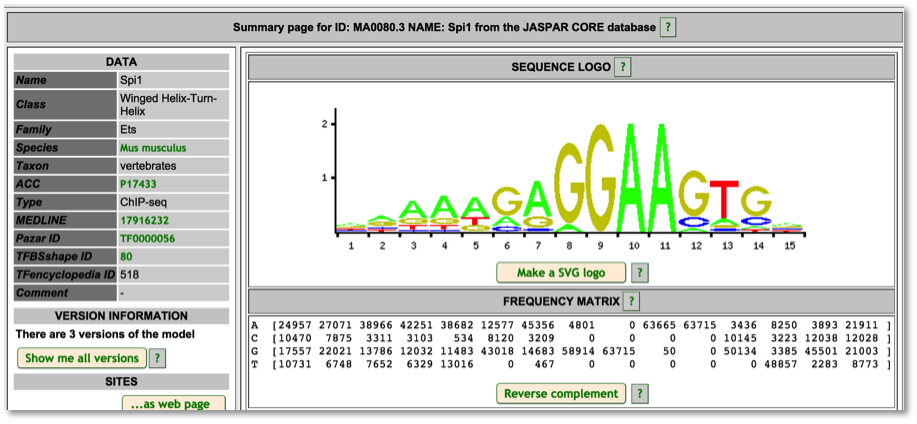 Summary page for ID: MA0080.3 NAME: Spi1 from the JASPAR CORE database ?
DATA
Name Spi1
Class Winged Helix-Turn-
Helix
Family Ets
Species Mus musculus
Taxon vertebrates
ACC P17433
Type ChIP-seq
MEDLINE 17916232
Pazar ID TF0000056
TFBSshape ID 80
TFencyclopedia ID 518
Comment -
VERSION INFORMATION
There are 3 versions of the model
Show me all versions ?
SITES
...as web page
SEQUENCE LOGO ?
2
1
AAAGAGGAAGTG
1 2 3 4 5 6 7 8 9 10 11 12 13 14 15
Make a SVG logo ?
FREQUENCY MATRIX ?
A [24957 27071 38966 42251 38682 12577 45356 4801 0 63665 63715 3436 8250 3893 21911 ]
C [10470 7875 3311 3103 534 8120 3209 0 0 0 0 10145 3223 12038 12028 ]
G [17557 22021 13786 12032 11483 43018 14683 58914 63715 50 0 50134 3385 45501 21003 ]
T [10731 6748 7652 6329 13016 0 467 0 0 0 0 0 48857 2283 8773 ]
Reverse complement ?